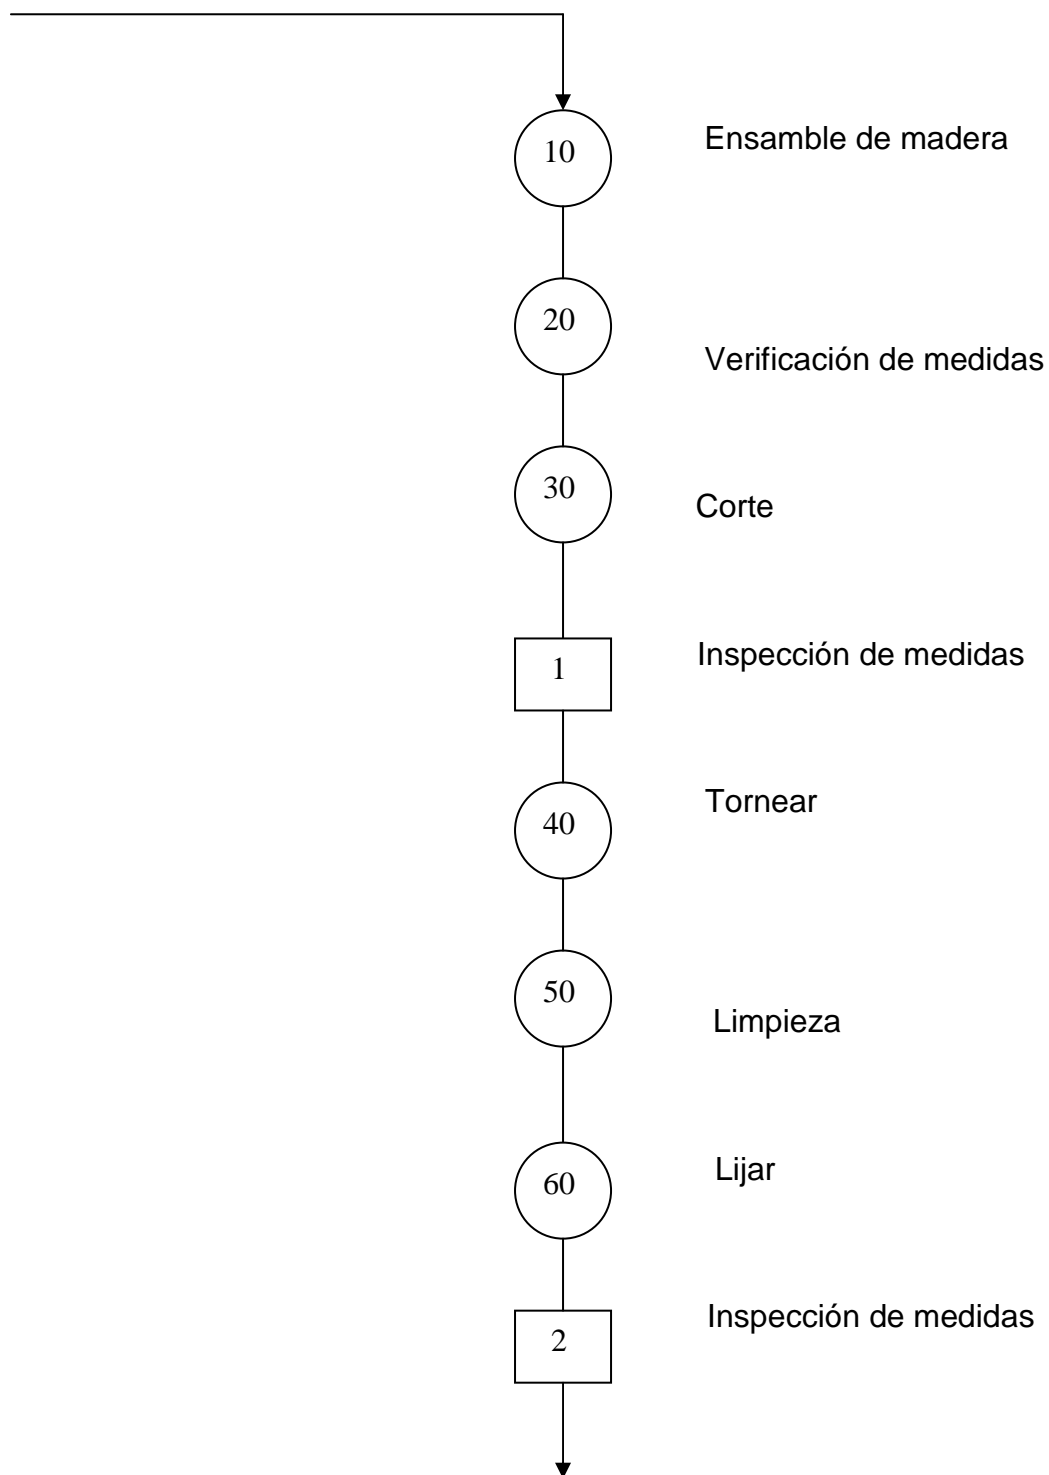 10
Ensamble de madera
20
Verificación de medidas
30
Corte
1
Inspección de medidas
40
Tornear
50
Limpieza
60
Lijar
2
Inspección de medidas